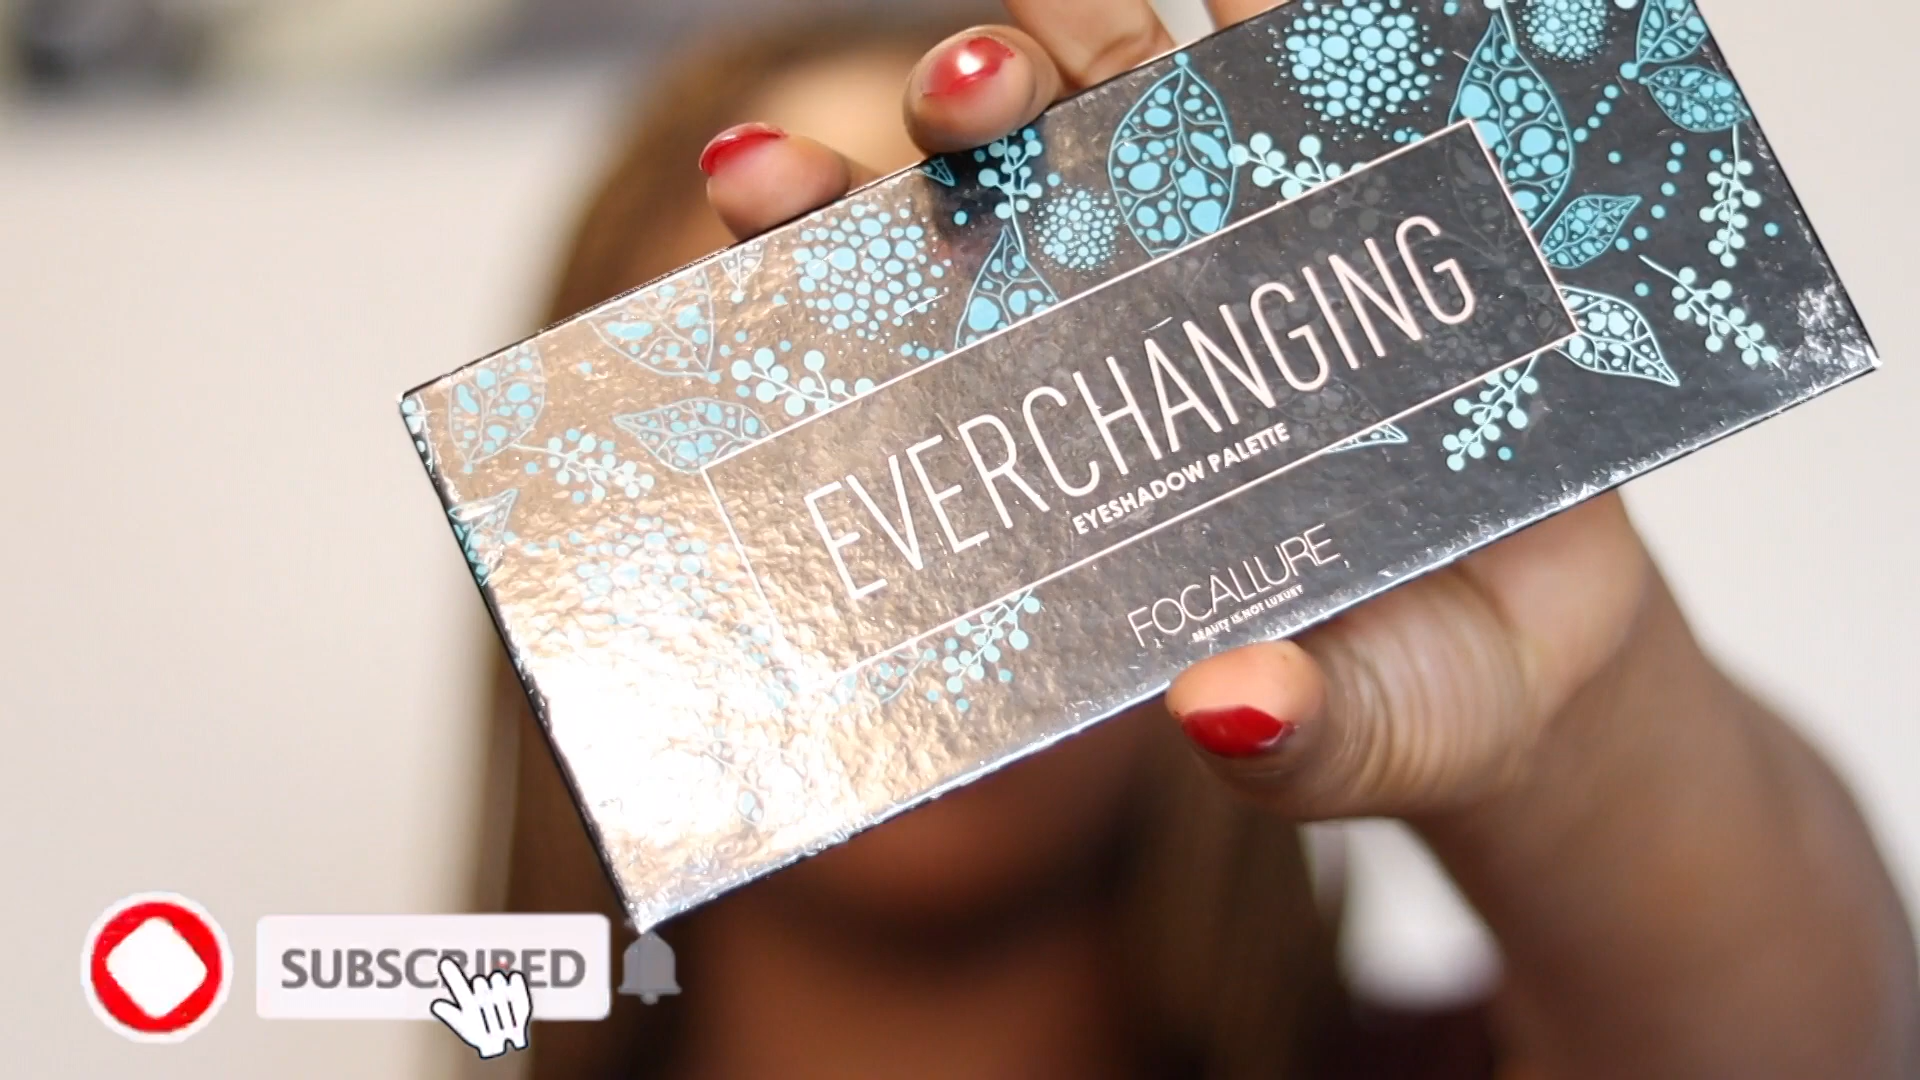 EVERCHANGING
EYESHADOW PALETTE
FOCALLURE
BEAUTY IS NOT LUXURY
SUBSCRIBED